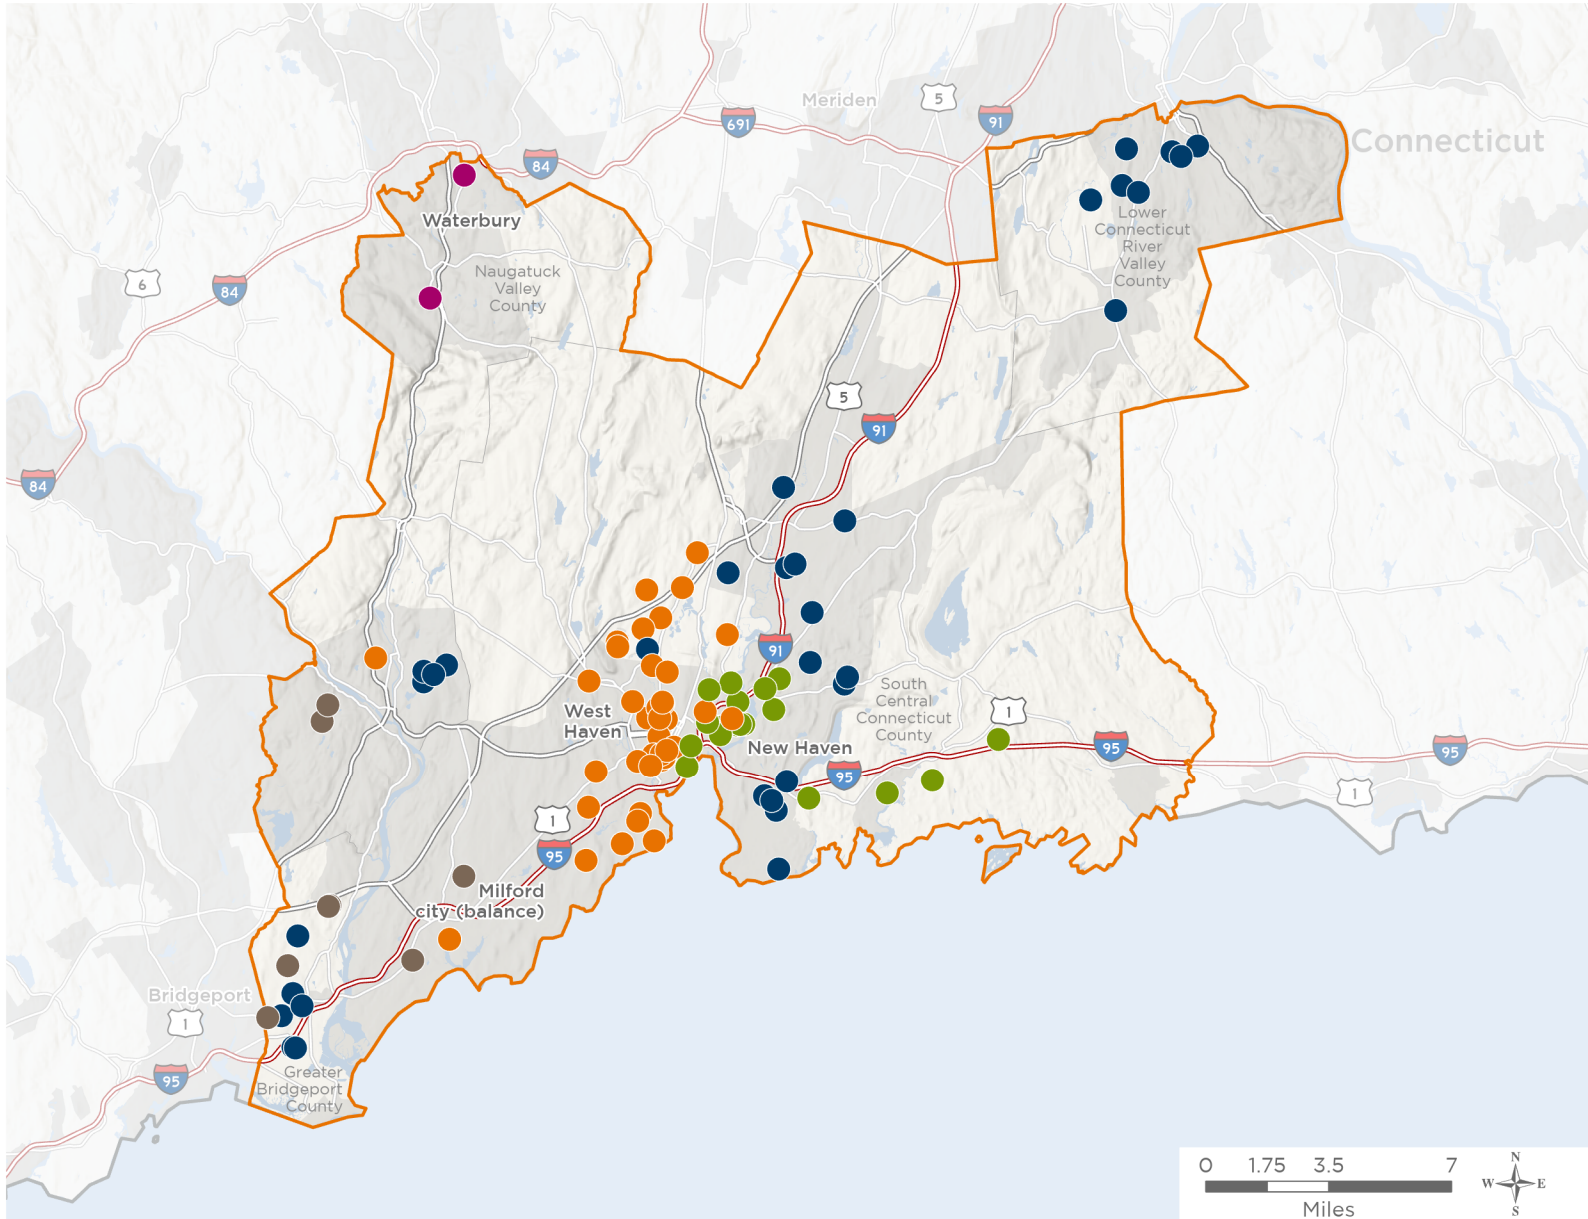 Meriden
5
691
91
Connecticut
84
Waterbury
Lower
Connecticut
River
Valley
County
Naugatuck
Valley
County
6
84
5
91
84
91
South
Central
Connecticut
County
West
Haven
1
New Haven
95
95
95
1
1
95
Milford
city (balance)
Bridgeport
1
95
Greater
Bridgeport
County
0 1.75 3.5 7
Miles
N
W E
S